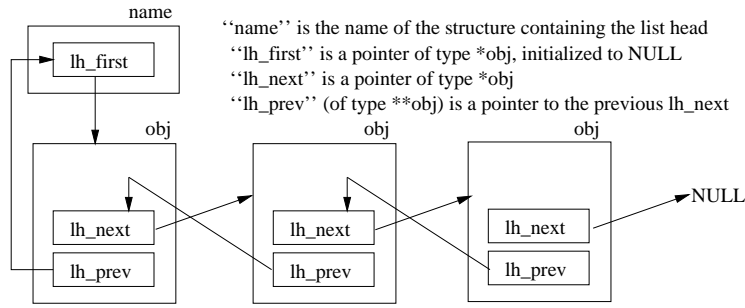 name
‘‘name’’ is the name of the structure containing the list head
lh_first
‘‘lh_first’’ is a pointer of type *obj, initialized to NULL
‘‘lh_next’’ is a pointer of type *obj
‘‘lh_prev’’ (of type **obj) is a pointer to the previous lh_next
obj
obj
obj
NULL
lh_next
lh_next
lh_next
lh_prev
lh_prev
lh_prev